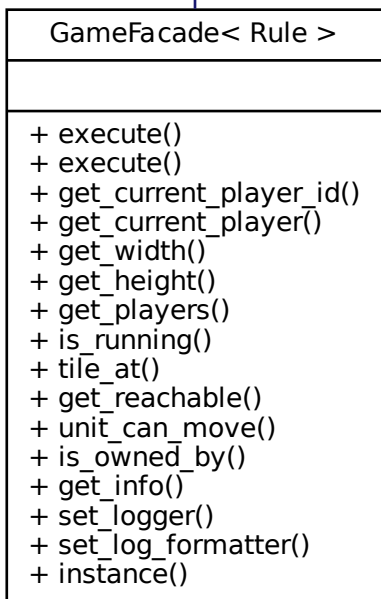 GameFacade< Rule >
+ execute()
+ execute()
+ get_current_player_id()
+ get_current_player()
+ get_width()
+ get_height()
+ get_players()
+ is_running()
+ tile_at()
+ get_reachable()
+ unit_can_move()
+ is_owned_by()
+ get_info()
+ set_logger()
+ set_log_formatter()
+ instance()